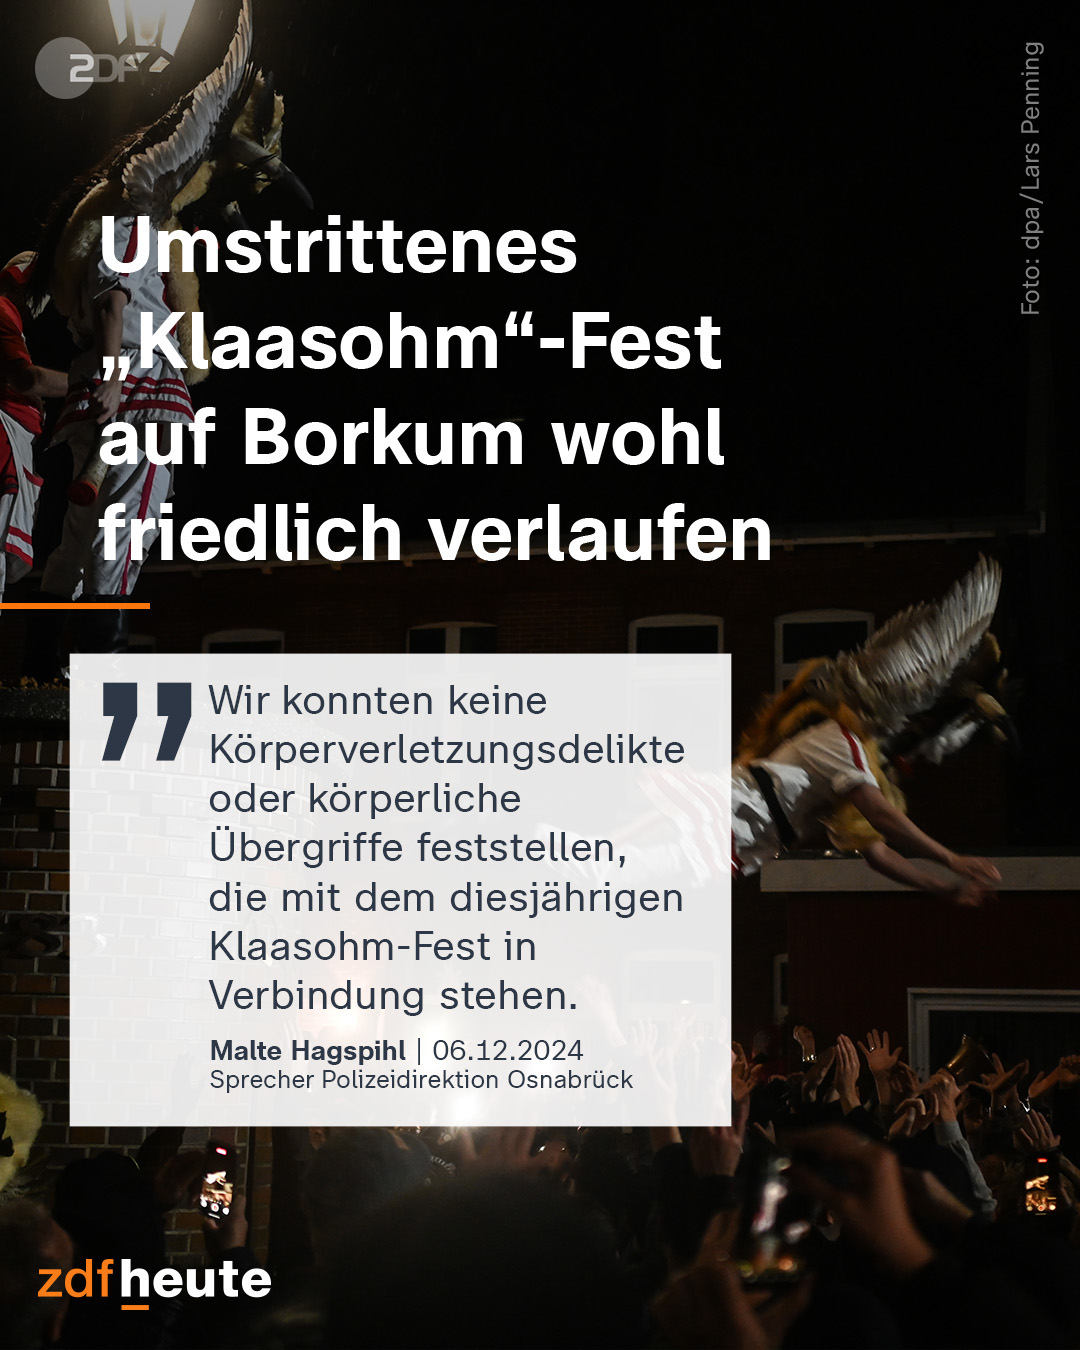 ZDF
Foto: dpa/Lars Penning
Umstrittenes
„Klaasohm“-Fest
auf Borkum wohl
friedlich verlaufen
”
Wir konnten keine
Körperverletzungsdelikte
oder körperliche
Übergriffe feststellen,
die mit dem diesjährigen
Klaasohm-Fest in
Verbindung stehen.
Malte Hagspihl | 06.12.2024
Sprecher Polizeidirektion Osnabrück
zdfheute